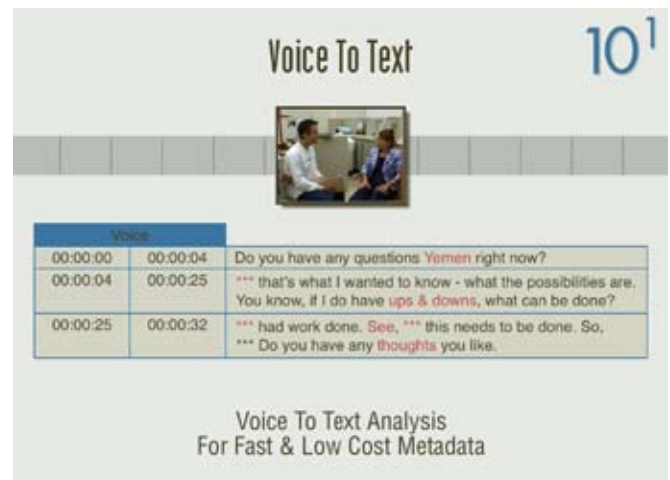 Voice To Text
10¹
Voice
00:00:00 00:00:04 Do you have any questions Yemen right now?
00:00:04 00:00:25 *** that's what I wanted to know - what the possibilities are.
You know, if I do have ups & downs, what can be done?
00:00:25 00:00:32 *** had work done. See, *** this needs to be done. So,
*** Do you have any thoughts you like.
Voice To Text Analysis
For Fast & Low Cost Metadata